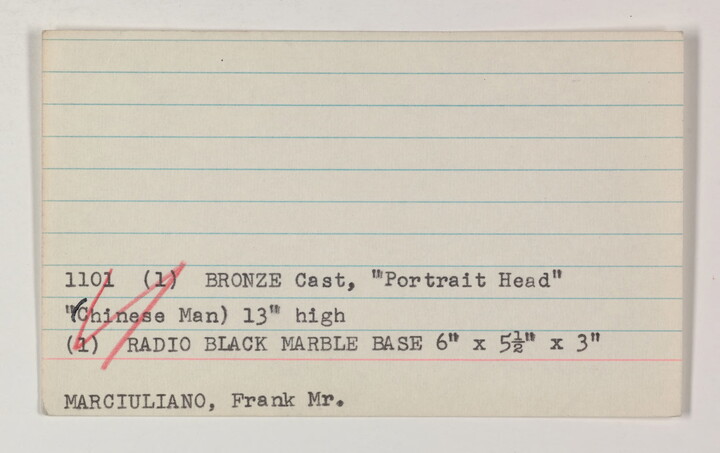 1101 (1) BRONZE Cast, "Portrait Head"
"(Chinese Man) 13" high
(1) RADIO BLACK MARBLE BASE 6" x 5½" x 3"
MARCIULIANO, Frank Mr.